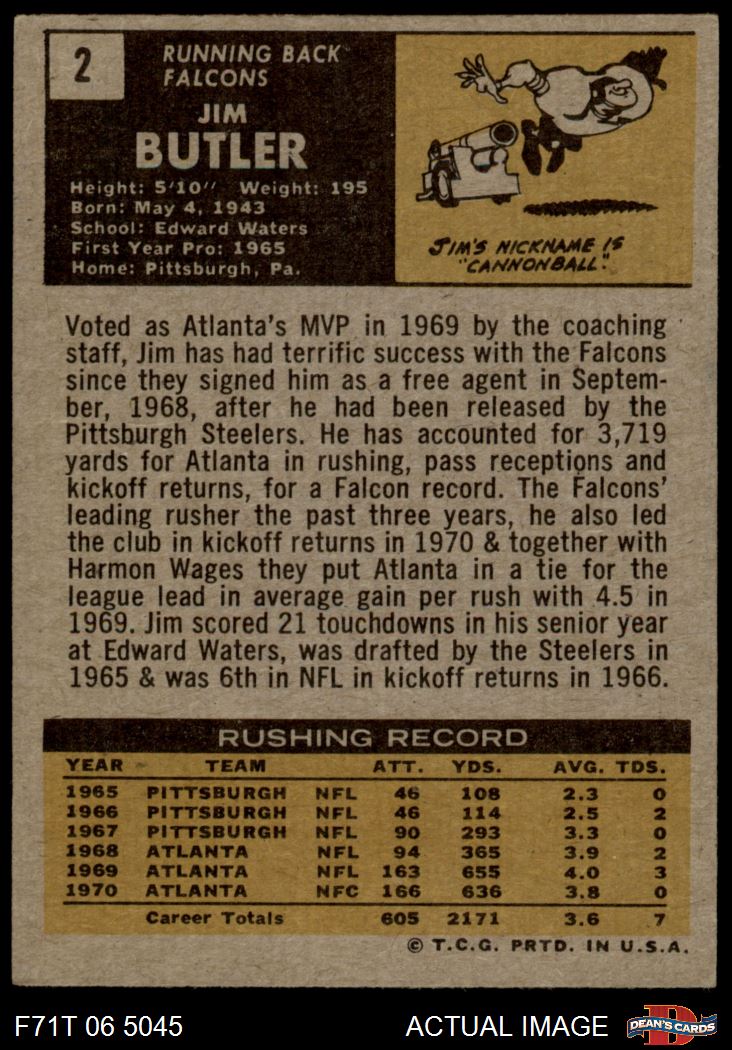 2
RUNNING BACK
FALCONS
JIM
BUTLER
Height: 5'10" Weight: 195
Born: May 4, 1943
School: Edward Waters
First Year Pro: 1965
Home: Pittsburgh, Pa.
JIM'S NICKNAME IS
"CANNONBALL".
Voted as Atlanta's MVP in 1969 by the coaching
staff, Jim has had terrific success with the Falcons
since they signed him as a free agent in Septem-
ber, 1968, after he had been released by the
Pittsburgh Steelers. He has accounted for 3,719
yards for Atlanta in rushing, pass receptions and
kickoff returns, for a Falcon record. The Falcons'
leading rusher the past three years, he also led
the club in kickoff returns in 1970 & together with
Harmon Wages they put Atlanta in a tie for the
league lead in average gain per rush with 4.5 in
1969. Jim scored 21 touchdowns in his senior year
at Edward Waters, was drafted by the Steelers in
1965 & was 6th in NFL in kickoff returns in 1966.
RUSHING RECORD
YEAR TEAM ATT. YDS. AVG. TDS.
1965 PITTSBURGH NFL 46 108 2.3 0
1966 PITTSBURGH NFL 46 114 2.5 2
1967 PITTSBURGH NFL 90 293 3.3 0
1968 ATLANTA NFL 94 365 3.9 2
1969 ATLANTA NFL 163 655 4.0 3
1970 ATLANTA NFC 166 636 3.8 0
Career Totals 605 2171 3.6 7
© T.C.G. PRTD. IN U.S.A.
F71T 06 5045 ACTUAL IMAGE D DEAN'S CARDS